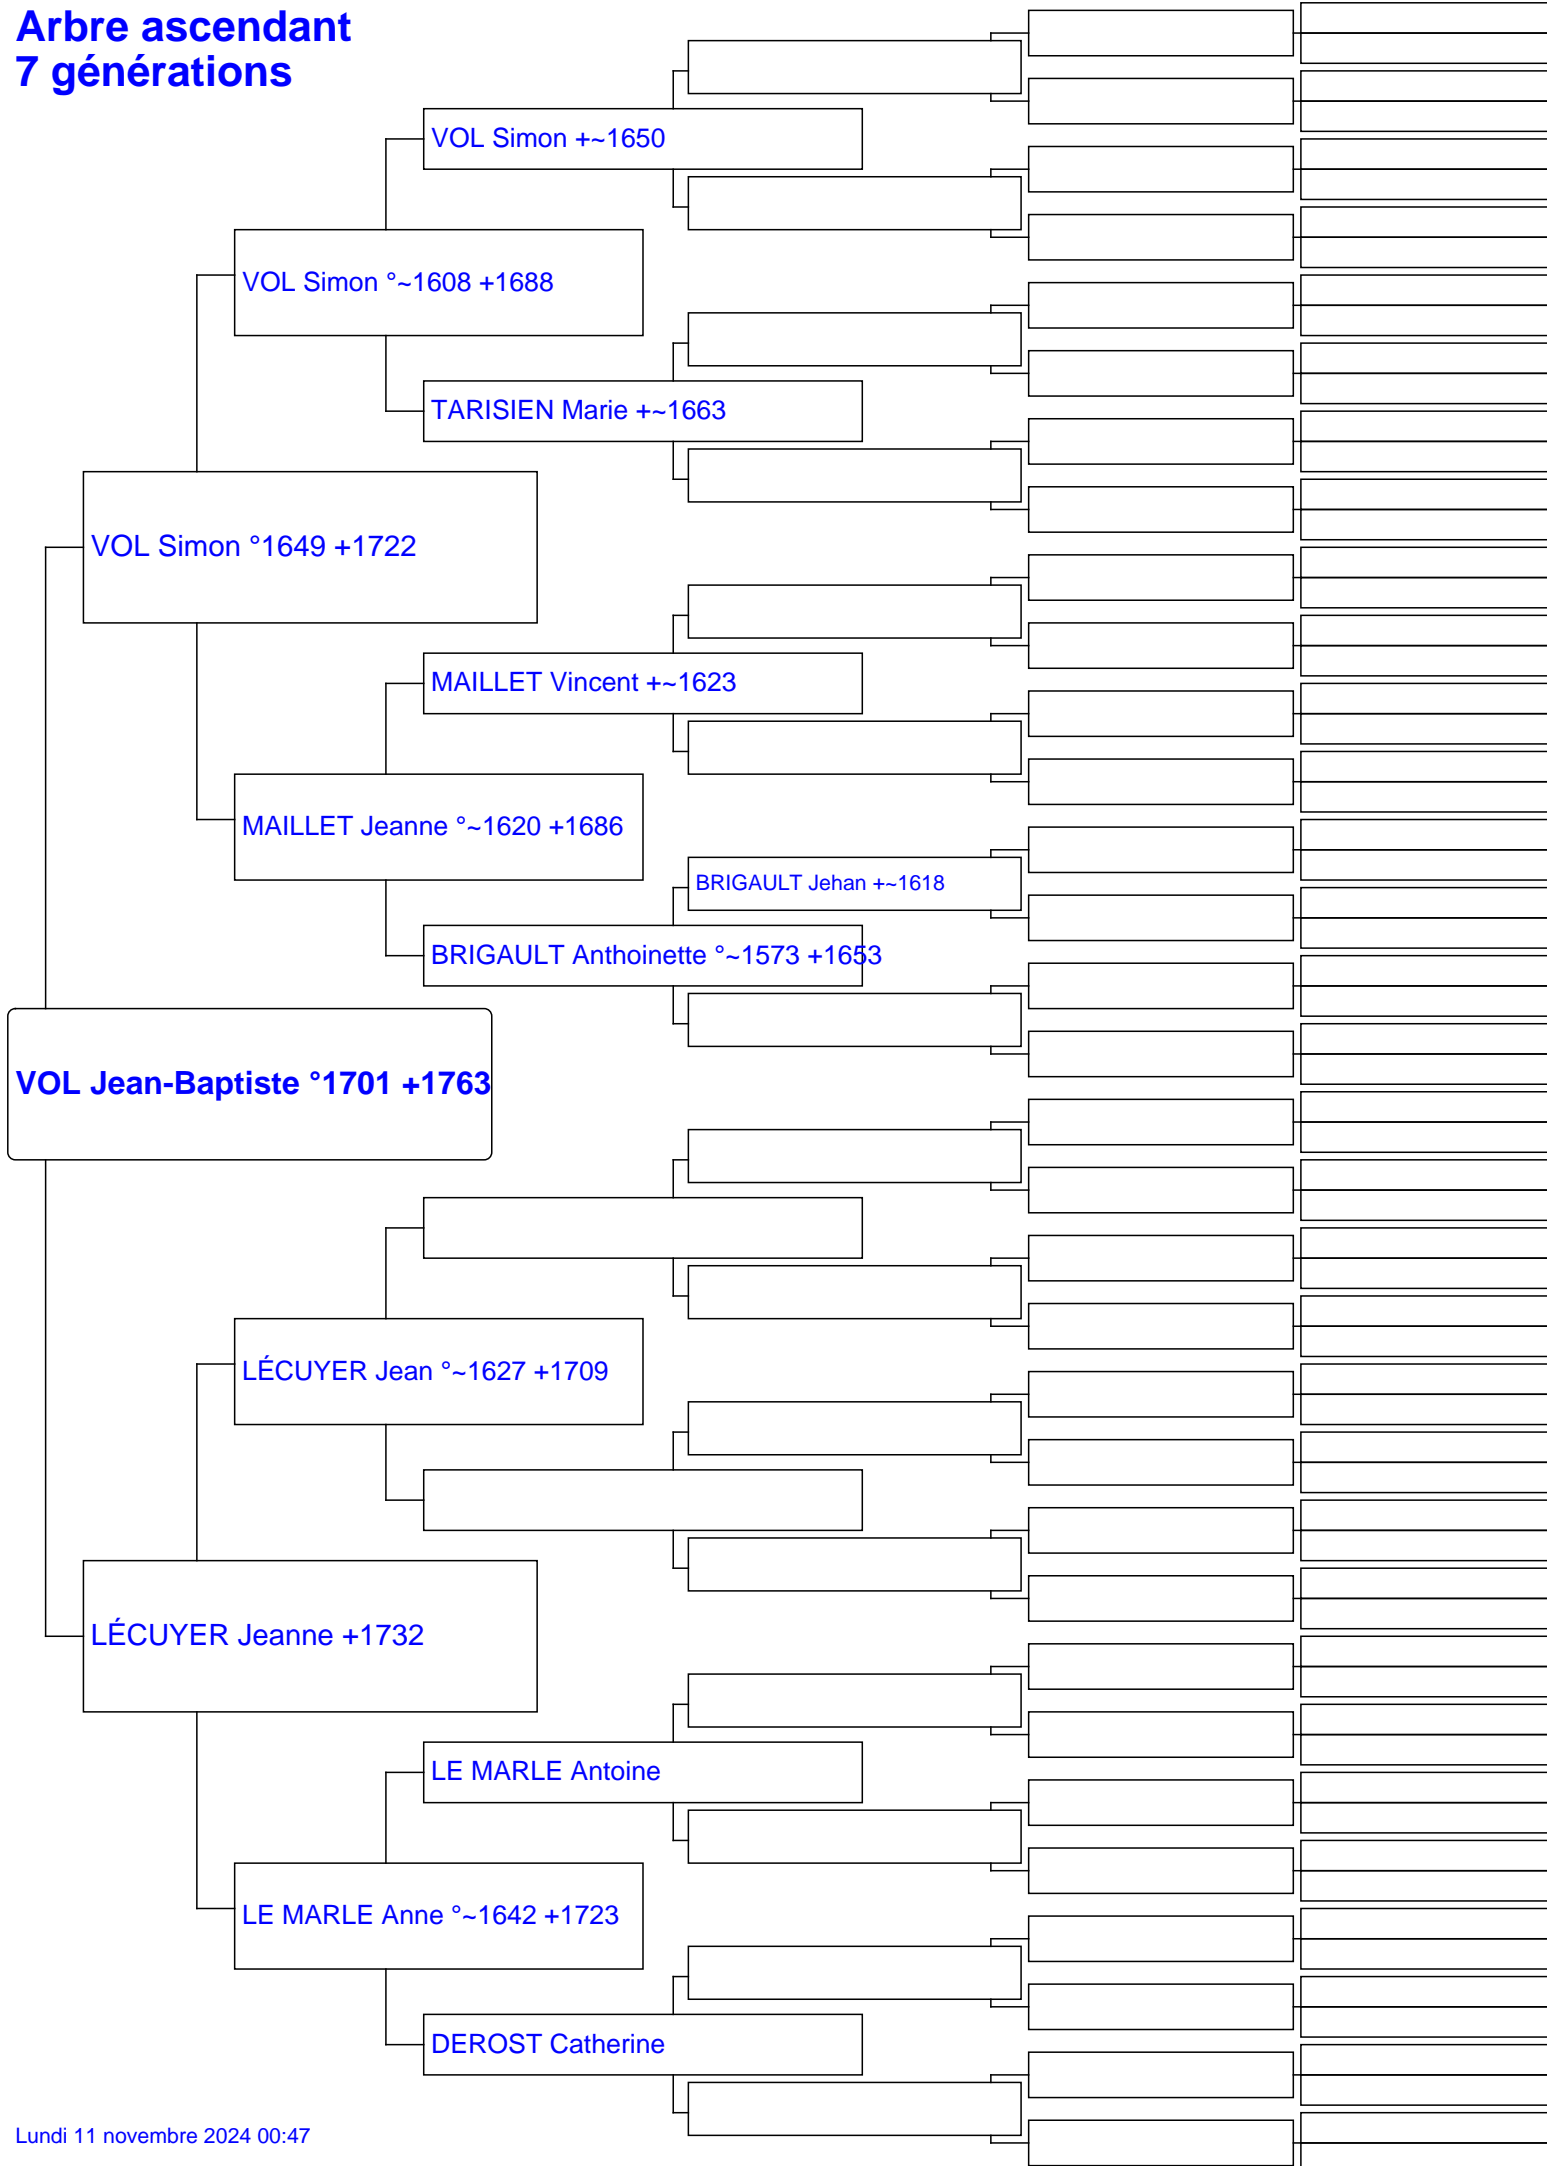 Arbre ascendant
7 générations
VOL Simon +~1650
VOL Simon °~1608 +1688
TARISIEN Marie +~1663
VOL Simon °1649 +1722
MAILLET Vincent +~1623
MAILLET Jeanne °~1620 +1686
BRIGAULT Jehan +~1618
BRIGAULT Anthoinette °~1573 +1653
VOL Jean-Baptiste °1701 +1763
LÉCUYER Jean °~1627 +1709
LÉCUYER Jeanne +1732
LE MARLE Antoine
LE MARLE Anne °~1642 +1723
DEROST Catherine
Lundi 11 novembre 2024 00:47